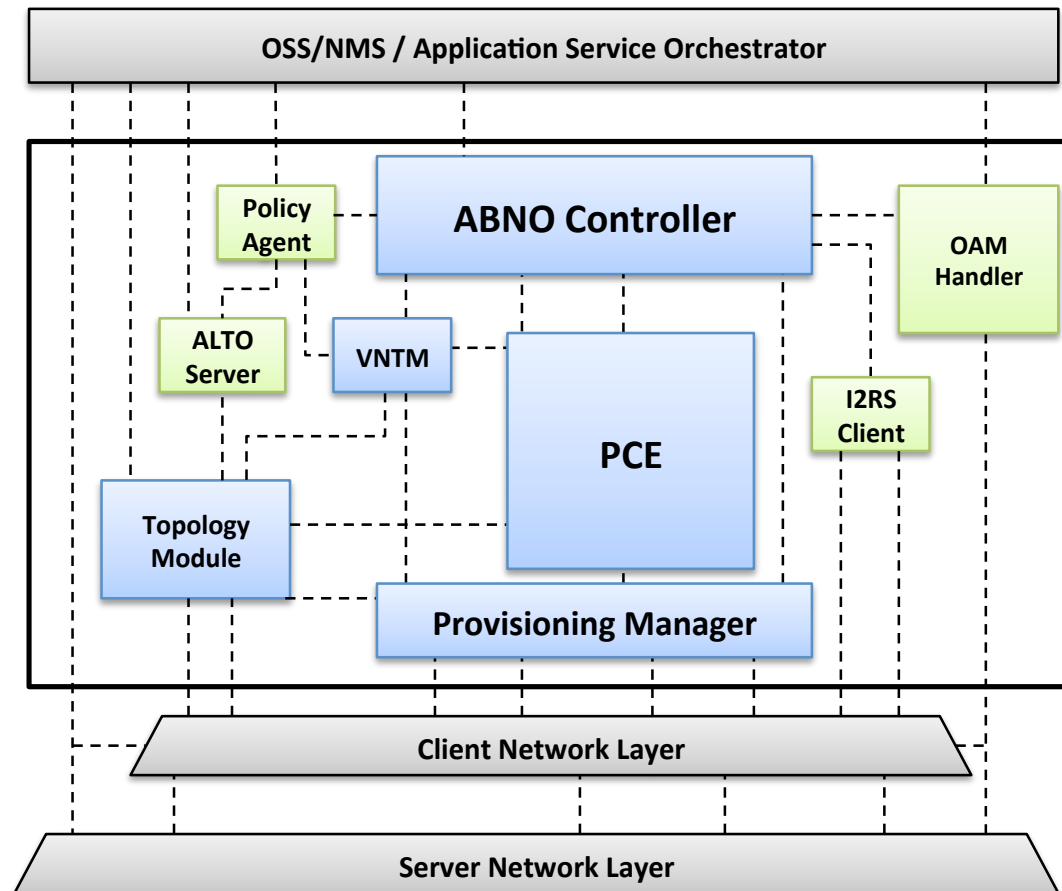 OSS/NMS / Application Service Orchestrator
ABNO Controller
Policy
Agent
OAM
Handler
ALTO
Server
VNTM
I2RS
Client
PCE
Topology
Module
Provisioning Manager
Client Network Layer
Server Network Layer